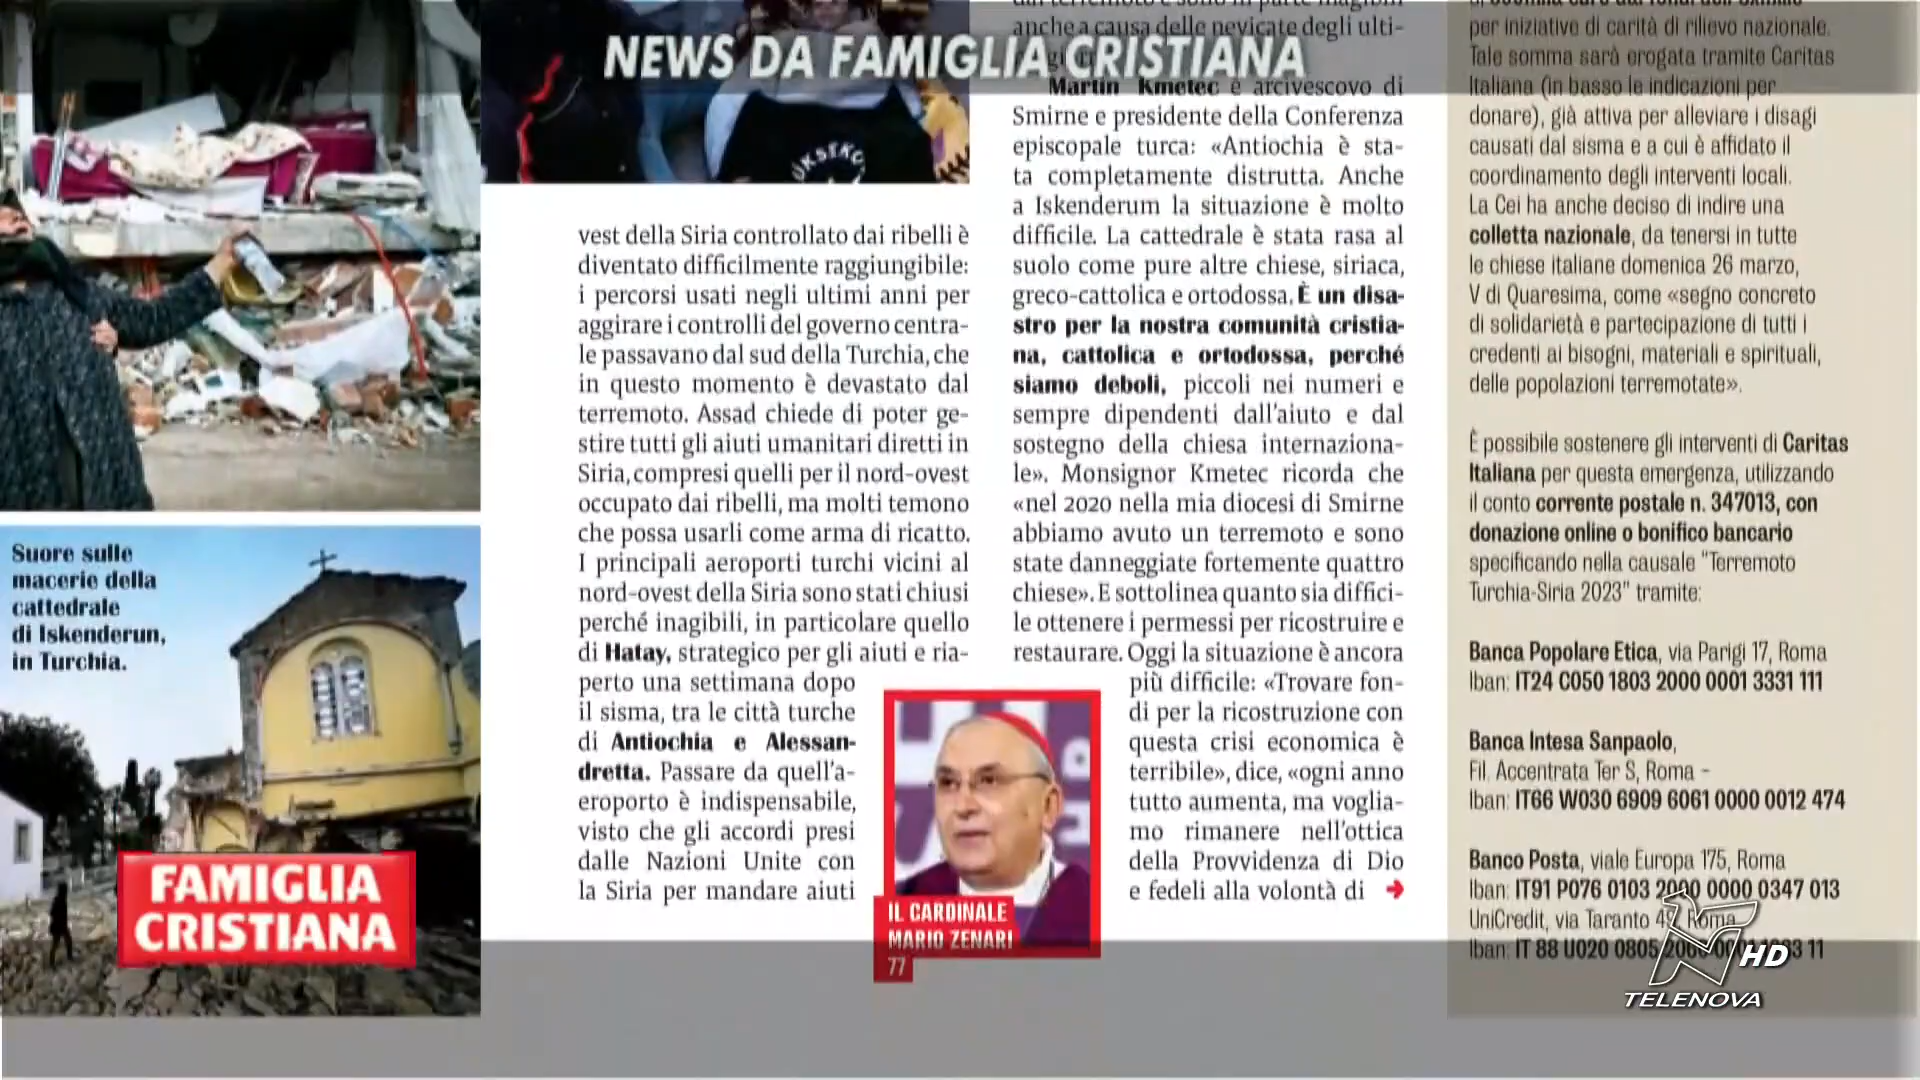 NEWS DA FAMIGLIA CRISTIANA
ÜKSEKO
Suore sulle
macerie della
cattedrale
di Iskenderun,
in Turchia.
FAMIGLIA
CRISTIANA
vest della Siria controllato dai ribelli è
diventato difficilmente raggiungibile:
i percorsi usati negli ultimi anni per
aggirare i controlli del governo centra-
le passavano dal sud della Turchia, che
in questo momento è devastato dal
terremoto. Assad chiede di poter ge-
stire tutti gli aiuti umanitari diretti in
Siria, compresi quelli per il nord-ovest
occupato dai ribelli, ma molti temono
che possa usarli come arma di ricatto.
I principali aeroporti turchi vicini al
nord-ovest della Siria sono stati chiusi
perché inagibili, in particolare quello
di Hatay, strategico per gli aiuti e ria-
perto una settimana dopo
il sisma, tra le città turche
di Antiochia e Alessan-
dretta. Passare da quell'a-
eroporto è indispensabile,
visto che gli accordi presi
dalle Nazioni Unite con
la Siria per mandare aiuti
IL CARDINALE
MARIO ZENARI
77
anche a causa delle nevicate degli ulti-
Martin Kmetec è arcivescovo di
Smirne e presidente della Conferenza
episcopale turca: «Antiochia è sta-
ta completamente distrutta. Anche
a Iskenderum la situazione è molto
difficile. La cattedrale è stata rasa al
suolo come pure altre chiese, siriaca,
greco-cattolica e ortodossa. È un disa-
stro per la nostra comunità cristia-
na, cattolica e ortodossa, perché
siamo deboli, piccoli nei numeri e
sempre dipendenti dall'aiuto e dal
sostegno della chiesa internaziona-
le». Monsignor Kmetec ricorda che
«nel 2020 nella mia diocesi di Smirne
abbiamo avuto un terremoto e sono
state danneggiate fortemente quattro
chiese». E sottolinea quanto sia diffici-
le ottenere i permessi per ricostruire e
restaurare. Oggi la situazione è ancora
più difficile: «Trovare fon-
di per la ricostruzione con
questa crisi economica è
terribile», dice, «ogni anno
tutto aumenta, ma voglia-
mo rimanere nell'ottica
della Provvidenza di Dio
e fedeli alla volontà di
per iniziative di carità di rilievo nazionale.
Tale somma sarà erogata tramite Caritas
Italiana (in basso le indicazioni per
donare), già attiva per alleviare i disagi
causati dal sisma e a cui è affidato il
coordinamento degli interventi locali.
La Cei ha anche deciso di indire una
colletta nazionale, da tenersi in tutte
le chiese italiane domenica 26 marzo,
V di Quaresima, come «segno concreto
di solidarietà e partecipazione di tutti i
credenti ai bisogni, materiali e spirituali,
delle popolazioni terremotate».
È possibile sostenere gli interventi di Caritas
Italiana per questa emergenza, utilizzando
il conto corrente postale n. 347013, con
donazione online o bonifico bancario
specificando nella causale "Terremoto
Turchia-Siria 2023" tramite:
Banca Popolare Etica, via Parigi 17, Roma
Iban: IT24 C050 1803 2000 0001 3331 111
Banca Intesa Sanpaolo,
Fil. Accentrata Ter S, Roma -
Iban: IT66 W030 6909 6061 0000 0012 474
Banco Posta, viale Europa 175, Roma
Iban: IT91 P076 0103 2000 0000 0347 013
UniCredit, via Taranto 49, Roma
Iban: IT 88 U020 0805 11
HD
TELENOVA